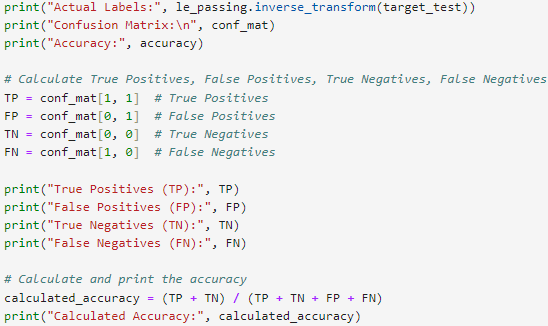 print("Actual Labels:", le_passing.inverse_transform(target_test))
print("Confusion Matrix:\n", conf_mat)
print("Accuracy:", accuracy)
# Calculate True Positives, False Positives, True Negatives, False Negatives
TP = conf_mat[1, 1]  # True Positives
FP = conf_mat[0, 1]  # False Positives
TN = conf_mat[0, 0]  # True Negatives
FN = conf_mat[1, 0]  # False Negatives
print("True Positives (TP):", TP)
print("False Positives (FP):", FP)
print("True Negatives (TN):", TN)
print("False Negatives (FN):", FN)
# Calculate and print the accuracy
calculated_accuracy = (TP + TN) / (TP + TN + FP + FN)
print("Calculated Accuracy:", calculated_accuracy)